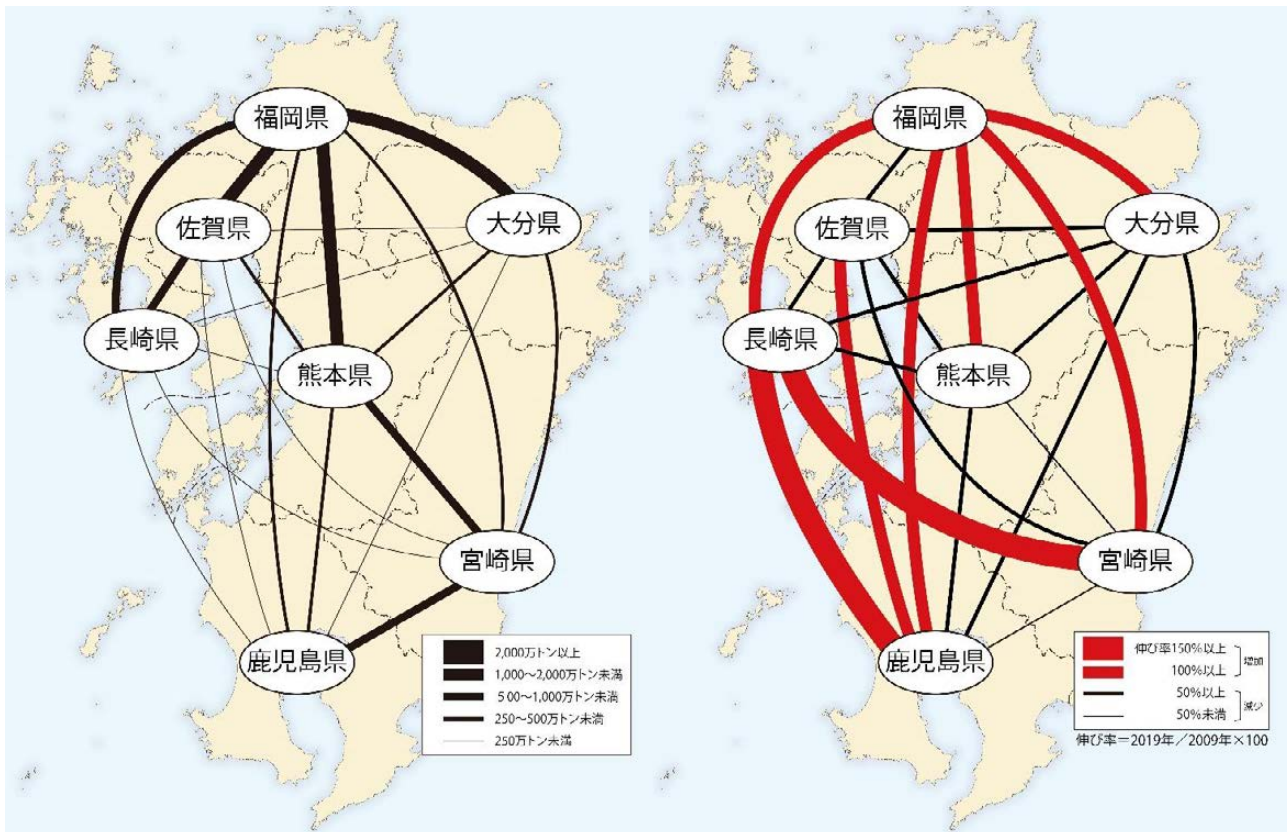 福岡県
佐賀県
大分県
長崎県
熊本県
宮崎県
鹿児島県
2,000万トン以上
1,000～2,000万トン未満
500～1,000万トン未満
250～500万トン未満
250万トン未満
福岡県
佐賀県
大分県
長崎県
熊本県
宮崎県
鹿児島県
伸び率150%以上
100%以上
増加
50%以上
50%未満
減少
伸び率＝2019年／2009年×100